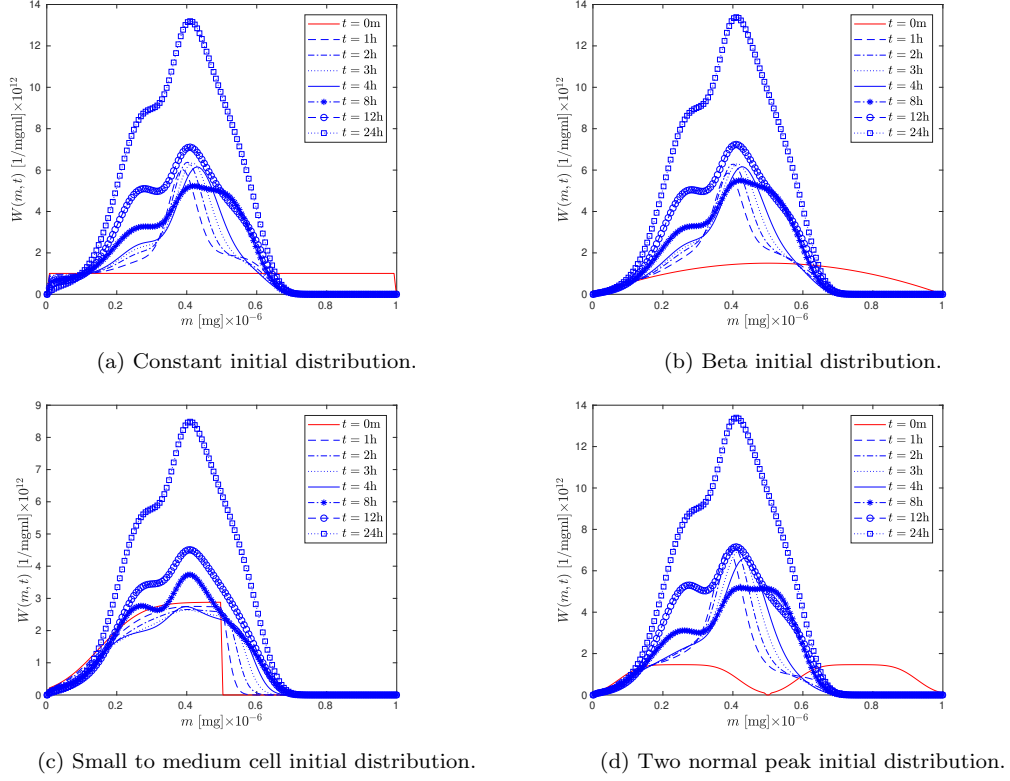 14
12
10
8
6
4
2
0
W(m,t) [1/mgml]×10^12
0 0.2 0.4 0.6 0.8 1
m [mg]×10^-6
t = 0m
t = 1h
t = 2h
t = 3h
t = 4h
t = 8h
t = 12h
t = 24h
(a) Constant initial distribution.
14
12
10
8
6
4
2
0
W(m,t) [1/mgml]×10^12
0 0.2 0.4 0.6 0.8 1
m [mg]×10^-6
t = 0m
t = 1h
t = 2h
t = 3h
t = 4h
t = 8h
t = 12h
t = 24h
(b) Beta initial distribution.
9
8
7
6
5
4
3
2
1
0
W(m,t) [1/mgml]×10^12
0 0.2 0.4 0.6 0.8 1
m [mg]×10^-6
t = 0m
t = 1h
t = 2h
t = 3h
t = 4h
t = 8h
t = 12h
t = 24h
(c) Small to medium cell initial distribution.
14
12
10
8
6
4
2
0
W(m,t) [1/mgml]×10^12
0 0.2 0.4 0.6 0.8 1
m [mg]×10^-6
t = 0m
t = 1h
t = 2h
t = 3h
t = 4h
t = 8h
t = 12h
t = 24h
(d) Two normal peak initial distribution.